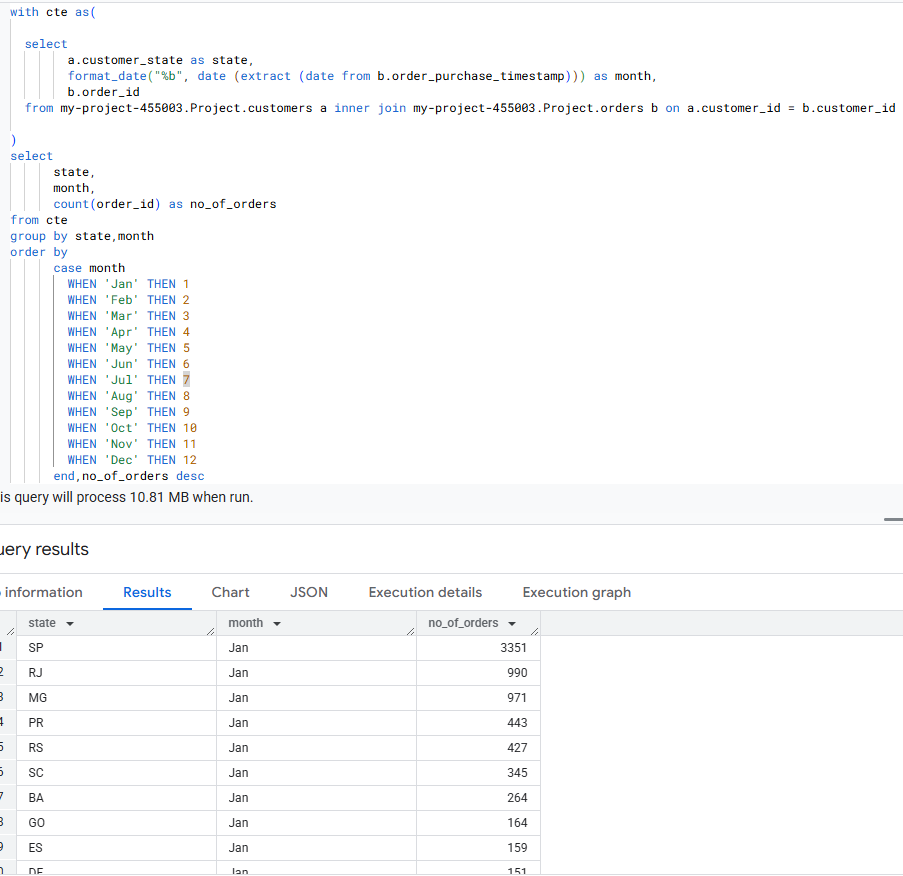 with cte as(
select
a.customer_state as state,
format_date("%b", date (extract (date from b.order_purchase_timestamp))) as month,
b.order_id
from my-project-455003.Project.customers a inner join my-project-455003.Project.orders b on a.customer_id = b.customer_id
)
select
state,
month,
count(order_id) as no_of_orders
from cte
group by state,month
order by
case month
WHEN 'Jan' THEN 1
WHEN 'Feb' THEN 2
WHEN 'Mar' THEN 3
WHEN 'Apr' THEN 4
WHEN 'May' THEN 5
WHEN 'Jun' THEN 6
WHEN 'Jul' THEN 7
WHEN 'Aug' THEN 8
WHEN 'Sep' THEN 9
WHEN 'Oct' THEN 10
WHEN 'Nov' THEN 11
WHEN 'Dec' THEN 12
end,no_of_orders desc
is query will process 10.81 MB when run.
uery results
information Results Chart JSON Execution details Execution graph
state month no_of_orders
1 SP Jan 3351
2 RJ Jan 990
3 MG Jan 971
4 PR Jan 443
5 RS Jan 427
6 SC Jan 345
7 BA Jan 264
8 GO Jan 164
9 ES Jan 159
DF Jan 151